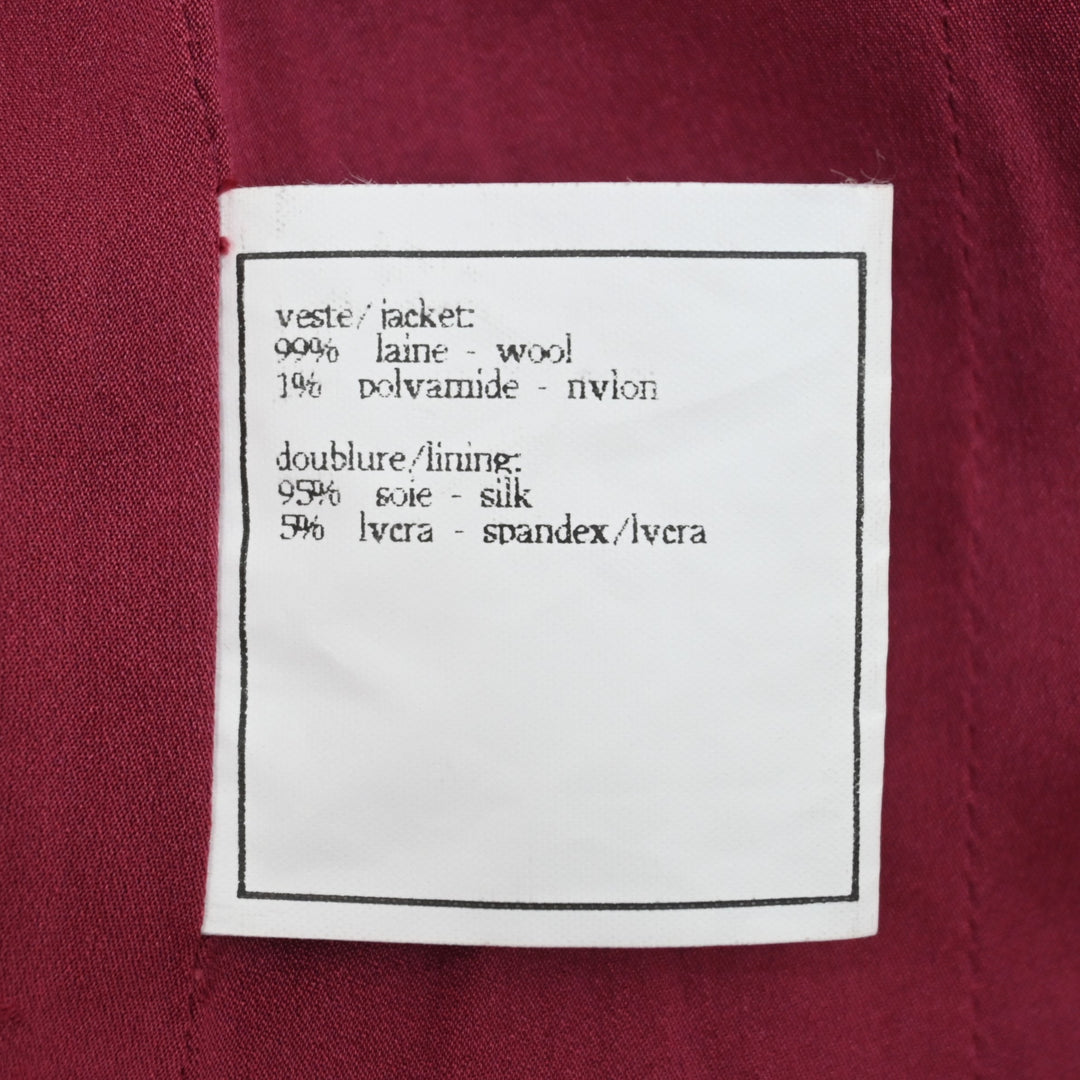 veste/ jacket:
99% laine - wool
1% polyamide - nylon
doublure/lining:
95% soie - silk
5% lycra - spandex/lycra